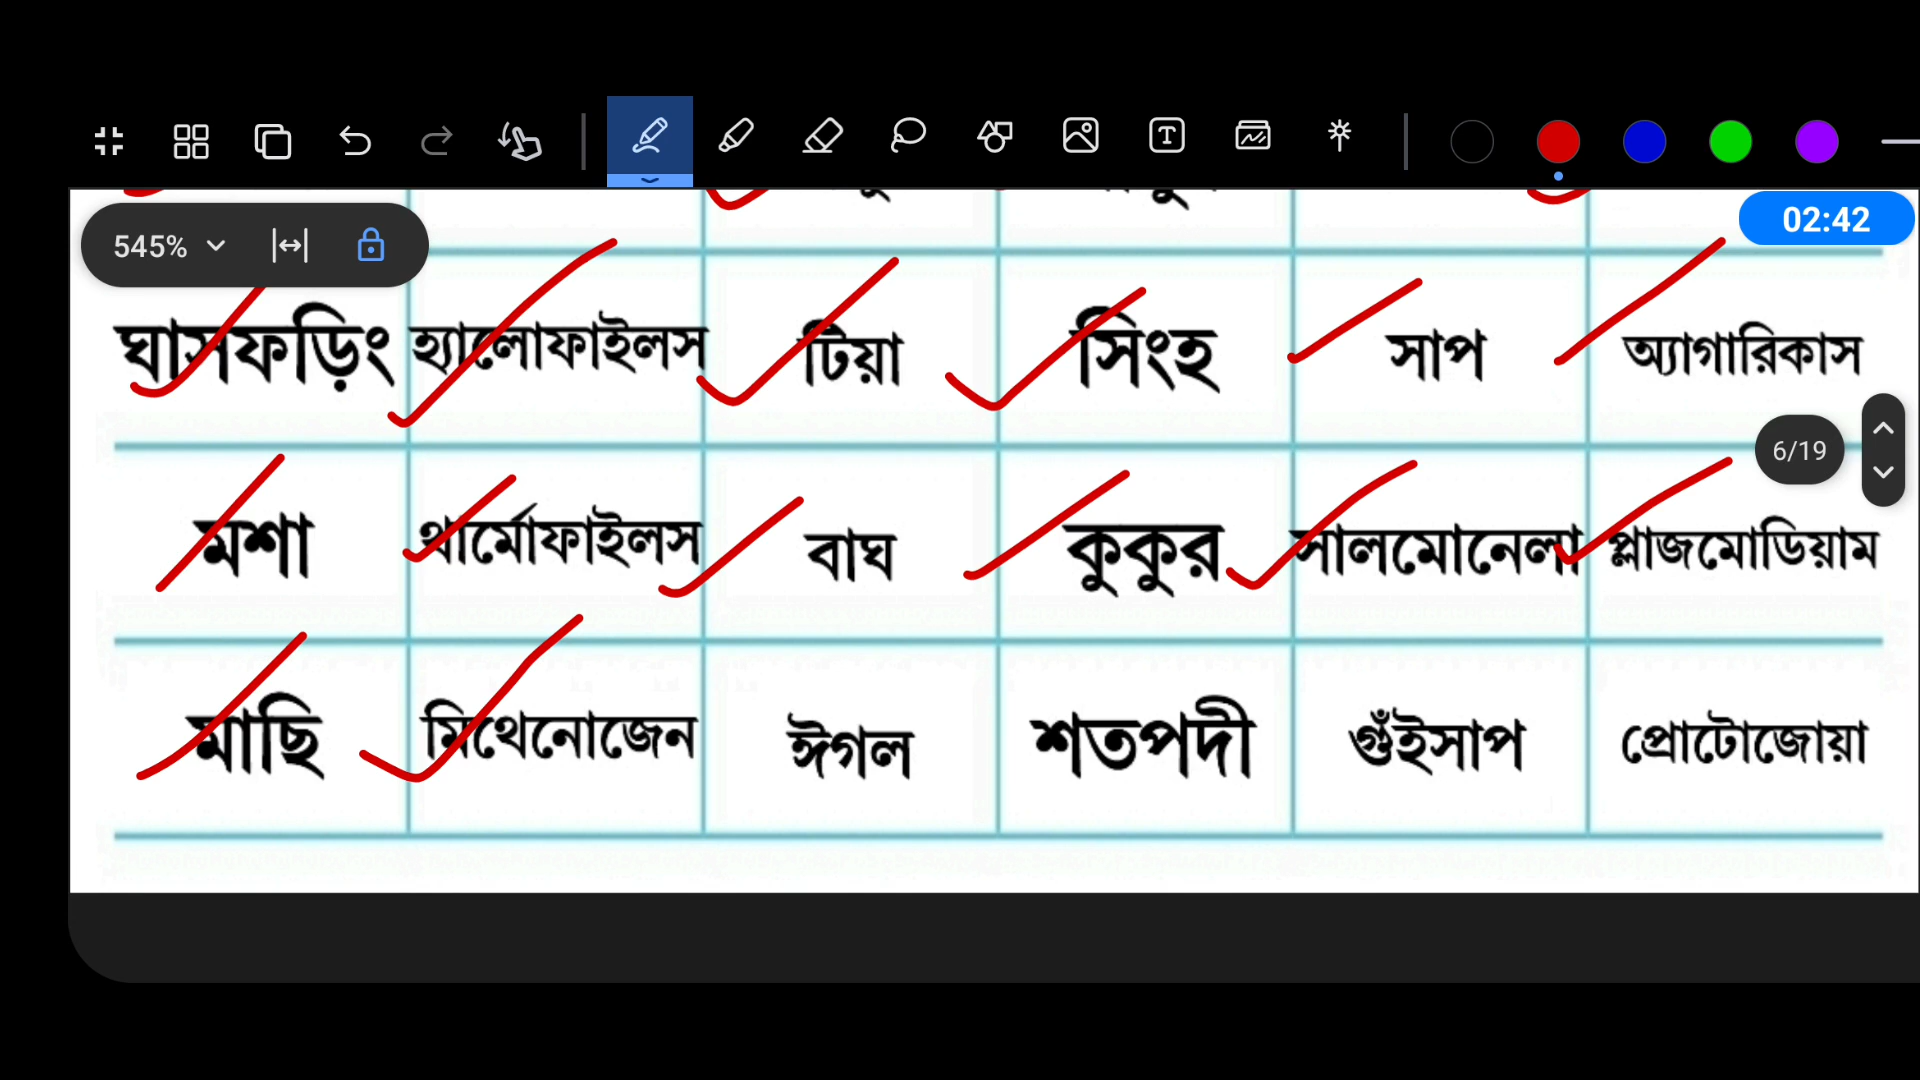 02:42
545%
ঘাসফড়িং হ্যালোফাইলস টিয়া সিংহ সাপ অ্যাগারিকাস
6/19
মশা থার্মোফাইলস বাঘ কুকুর সালমোনেলা প্লাজমোডিয়াম
মাছি মিথেনোজেন ঈগল শতপদী গুঁইসাপ প্রোটোজোয়া